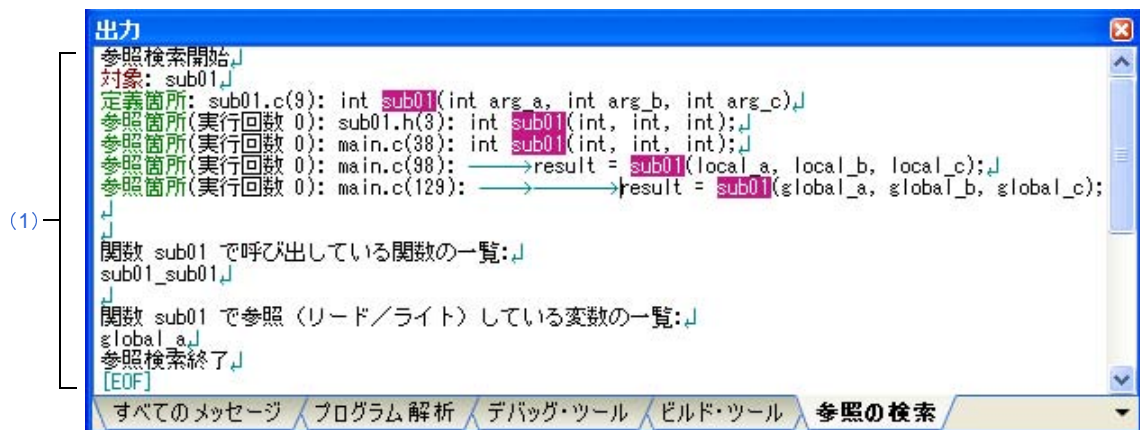 出力
参照検索開始↓
対象: sub01↓
定義箇所: sub01.c(9): int sub01(int arg_a, int arg_b, int arg_c)↓
参照箇所(実行回数 0): sub01.h(3): int sub01(int, int, int);↓
参照箇所(実行回数 0): main.c(38): int sub01(int, int, int);↓
参照箇所(実行回数 0): main.c(98): ───→result = sub01(local_a, local_b, local_c);↓
参照箇所(実行回数 0): main.c(129): ───→───→result = sub01(global_a, global_b, global_c);
↓
↓
(1)
関数 sub01 で呼び出している関数の一覧:↓
sub01_sub01↓
↓
関数 sub01 で参照(リード/ライト)している変数の一覧:↓
global_a↓
参照検索終了↓
[EOF]
すべてのメッセージ プログラム解析 デバッグ・ツール ビルド・ツール 参照の検索